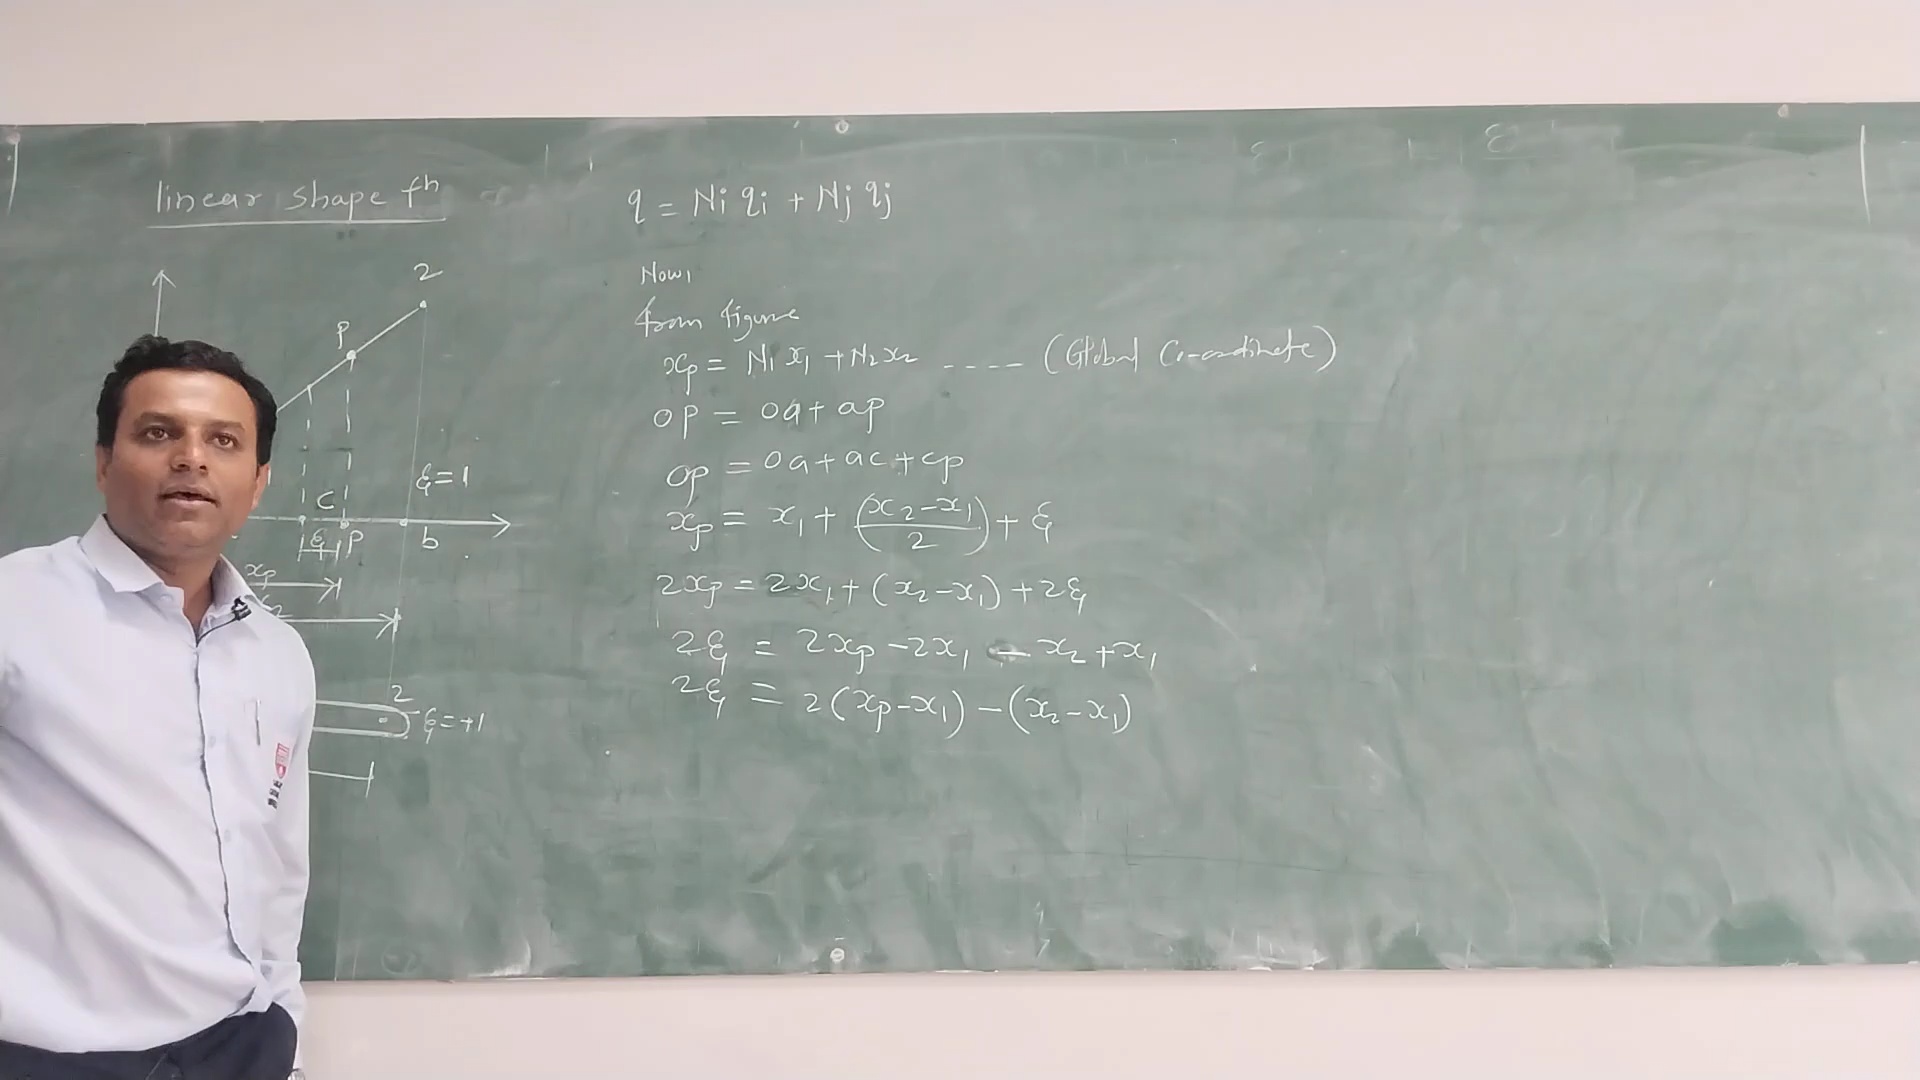 linear shape fn
q = Ni qi + Nj qj
2
P
ξ=1
C
ξ P b
xp
x2
2
ξ=+1
Now,
from figure
xp = N1 x1 + N2 x2 ---- (Global Co-ordinate)
op = oa + ap
op = oa + ac + cp
xp = x1 + (x2-x1/2) + ξ
2xp = 2x1 + (x2-x1) + 2ξ
2ξ = 2xp - 2x1 - x2 + x1
2ξ = 2(xp-x1) - (x2-x1)